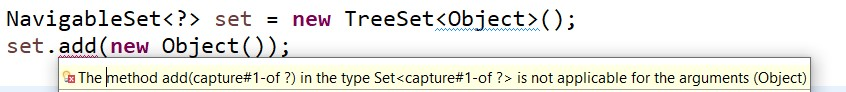 NavigableSet<?> set = new TreeSet<Object>();
set.add(new Object());
The method add(capture#1-of ?) in the type Set<capture#1-of ?> is not applicable for the arguments (Object)